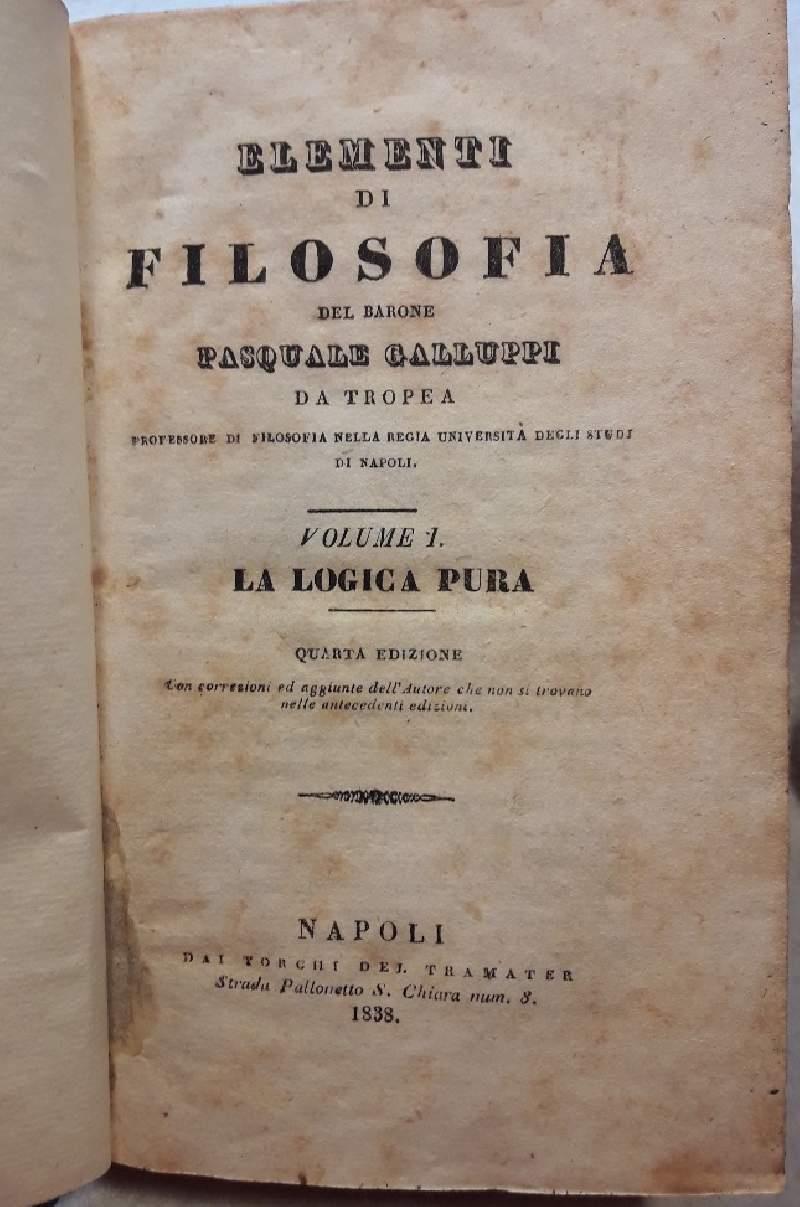 ELEMENTI
DI
FILOSOFIA
DEL BARONE
PASQUALE GALLUPPI
DA TROPEA
PROFESSORE DI FILOSOFIA NELLA REGIA UNIVERSITÀ DEGLI STUDJ
DI NAPOLI.
VOLUME I.
LA LOGICA PURA
QUARTA EDIZIONE
Con correzioni ed aggiunte dell'Autore che non si trovano
nelle antecedenti edizioni.
NAPOLI
DAI TORCHI DEL TRAMATER
Strada Pallonetto S. Chiara num. 8.
1838.